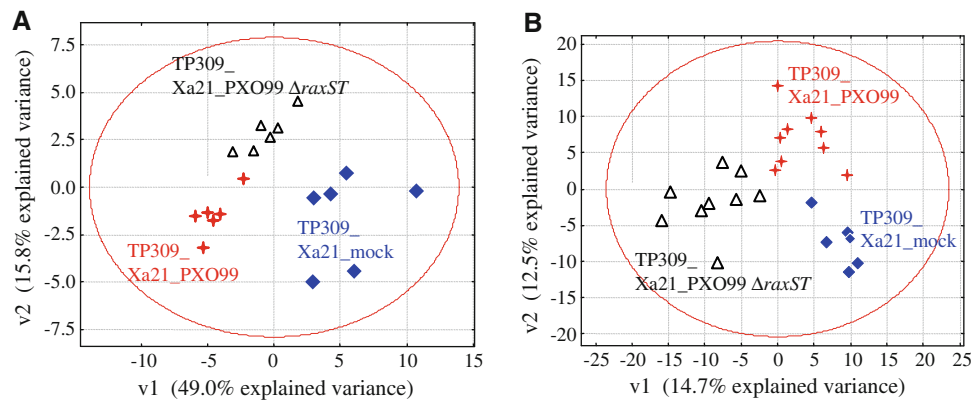 A
7.5
5.0
2.5
0.0
-2.5
-5.0
-7.5
v2 (15.8% explained variance)
TP309_
Xa21_PXO99 ΔraxST
TP309_
Xa21_PXO99
TP309_
Xa21_mock
-10
-5
0
5
10
15
v1 (49.0% explained variance)
B
20
15
10
5
0
-5
-10
-15
-20
v2 (12.5% explained variance)
TP309_
Xa21_PXO99
TP309_
Xa21_mock
TP309_
Xa21_PXO99 ΔraxST
-25
-20
-15
-10
-5
0
5
10
15
20
25
v1 (14.7% explained variance)